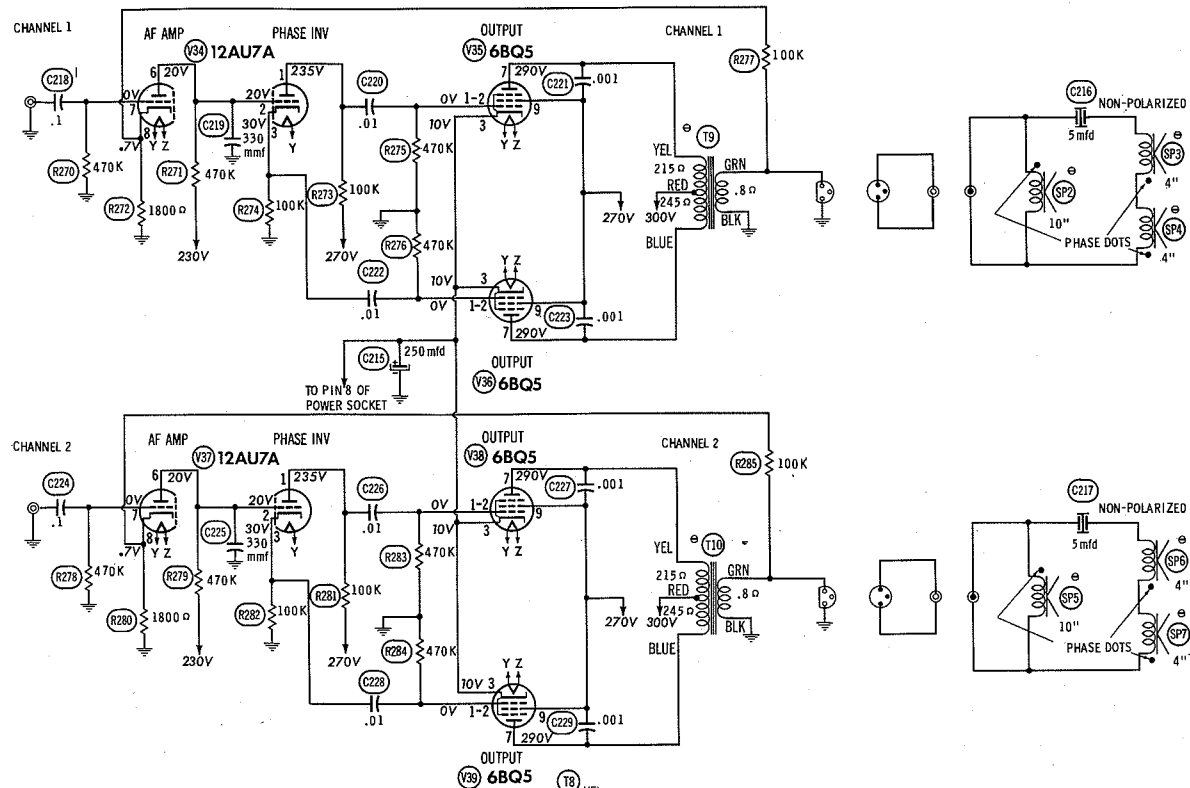 CHANNEL 1
AF AMP
V34 12AU7A
PHASE INV
OUTPUT
V35 6BQ5
CHANNEL 1
R277 100K
C218
.1
6 20V
0V
7
8
.7V
Y Z
R270 470K
R272 1800Ω
R271 470K
230V
C219
330 mmf
20V
2
30V
3
1 235V
Y
R274 100K
R273 100K
270V
C220
.01
0V 1-2
10V 3
7 290V
9
Y Z
C221 .001
R275 470K
R276 470K
C222
.01
10V 3
0V 1-2
Y Z
9
7 290V
C223 .001
270V
OUTPUT
V36 6BQ5
YEL
215Ω
RED
245Ω
300V
BLUE
T9
GRN
.8Ω
BLK
C216
NON-POLARIZED
5 mfd
SP2
10"
SP3
4"
SP4
4"
PHASE DOTS
C215
+
250 mfd
TO PIN 8 OF
POWER SOCKET
CHANNEL 2
AF AMP
V37 12AU7A
PHASE INV
OUTPUT
V38 6BQ5
CHANNEL 2
R285 100K
C224
.1
6 20V
0V
7
8
.7V
Y Z
R278 470K
R280 1800Ω
R279 470K
230V
C225
330 mmf
20V
2
30V
3
1 235V
Y
R282 100K
R281 100K
270V
C226
.01
0V 1-2
10V 3
7 290V
9
Y Z
C227 .001
R283 470K
R284 470K
C228
.01
10V 3
0V 1-2
Y Z
9
7 290V
C229 .001
270V
OUTPUT
V39 6BQ5
T8
YEL
215Ω
RED
245Ω
300V
BLUE
T10
GRN
.8Ω
BLK
C217
NON-POLARIZED
5 mfd
SP5
10"
SP6
4"
SP7
4"
PHASE DOTS